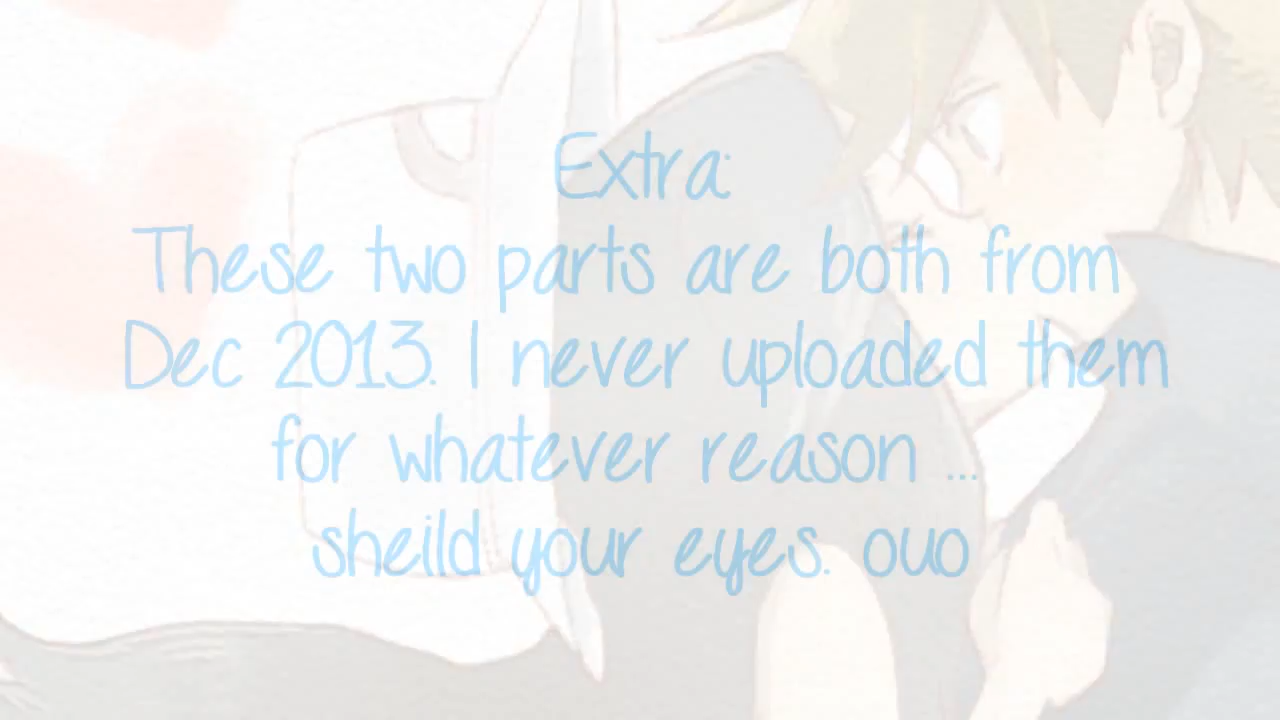 Extra:
These two parts are both from
Dec 2013. I never uploaded them
for whatever reason ...
sheild your eyes. ouo